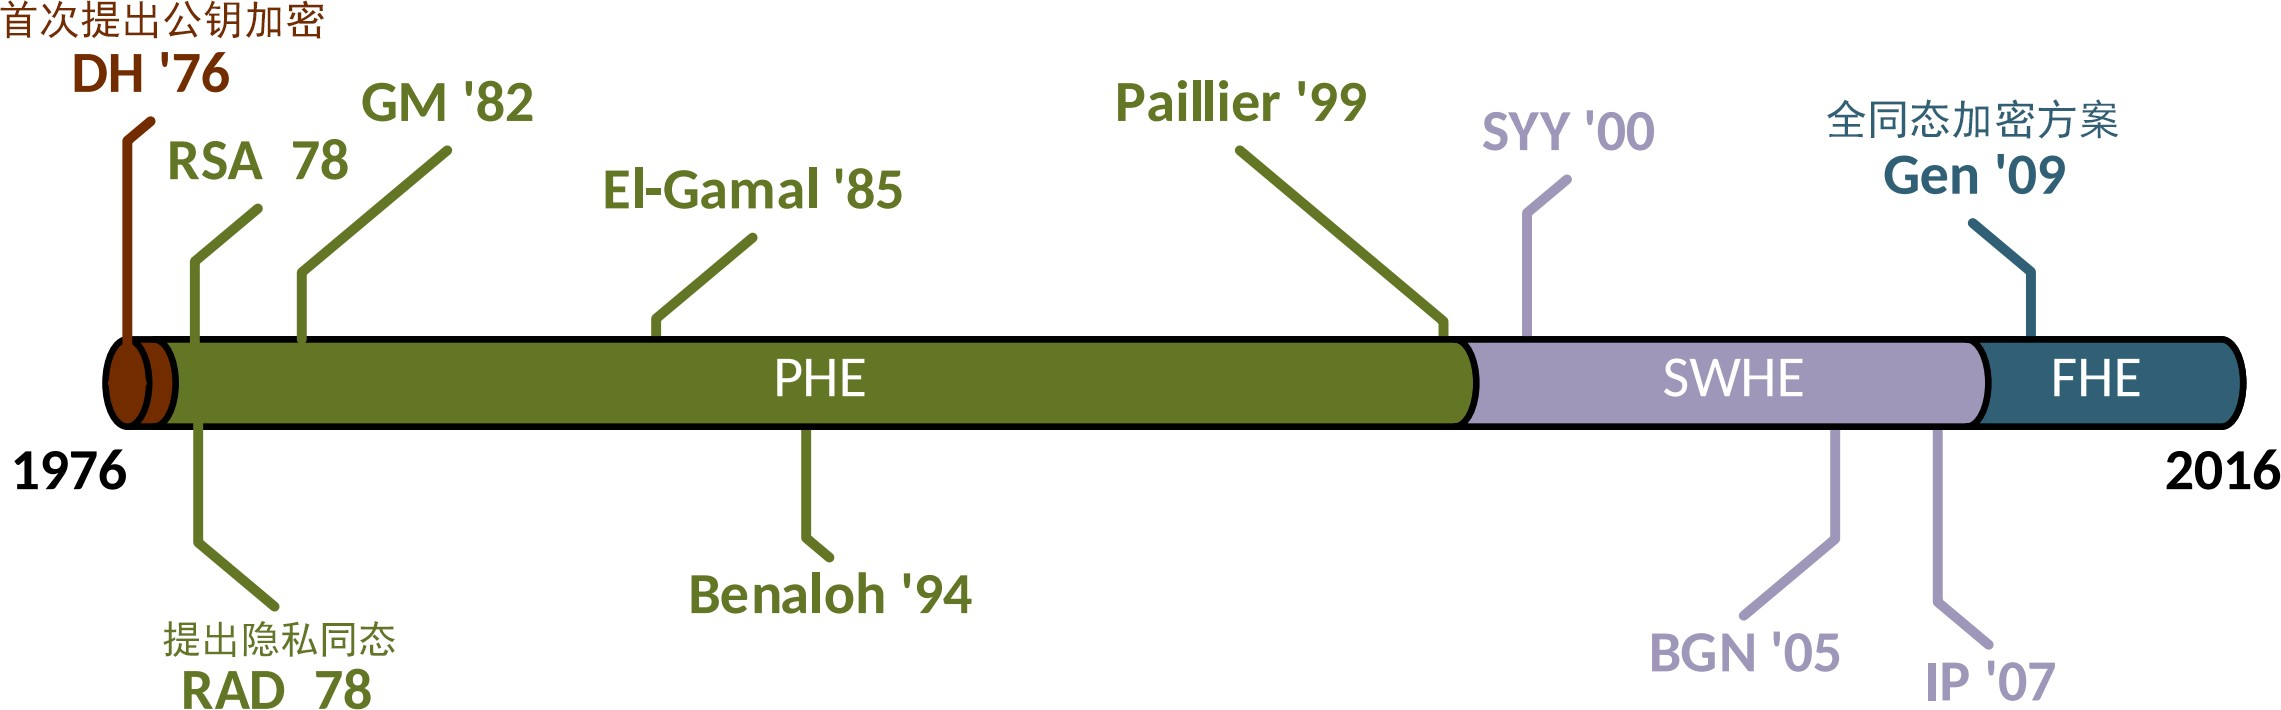 首次提出公钥加密
DH '76
GM '82
RSA  78
El-Gamal '85
Paillier '99
SYY '00
全同态加密方案
Gen '09
PHE
SWHE
FHE
1976
2016
提出隐私同态
RAD  78
Benaloh '94
BGN '05
IP '07